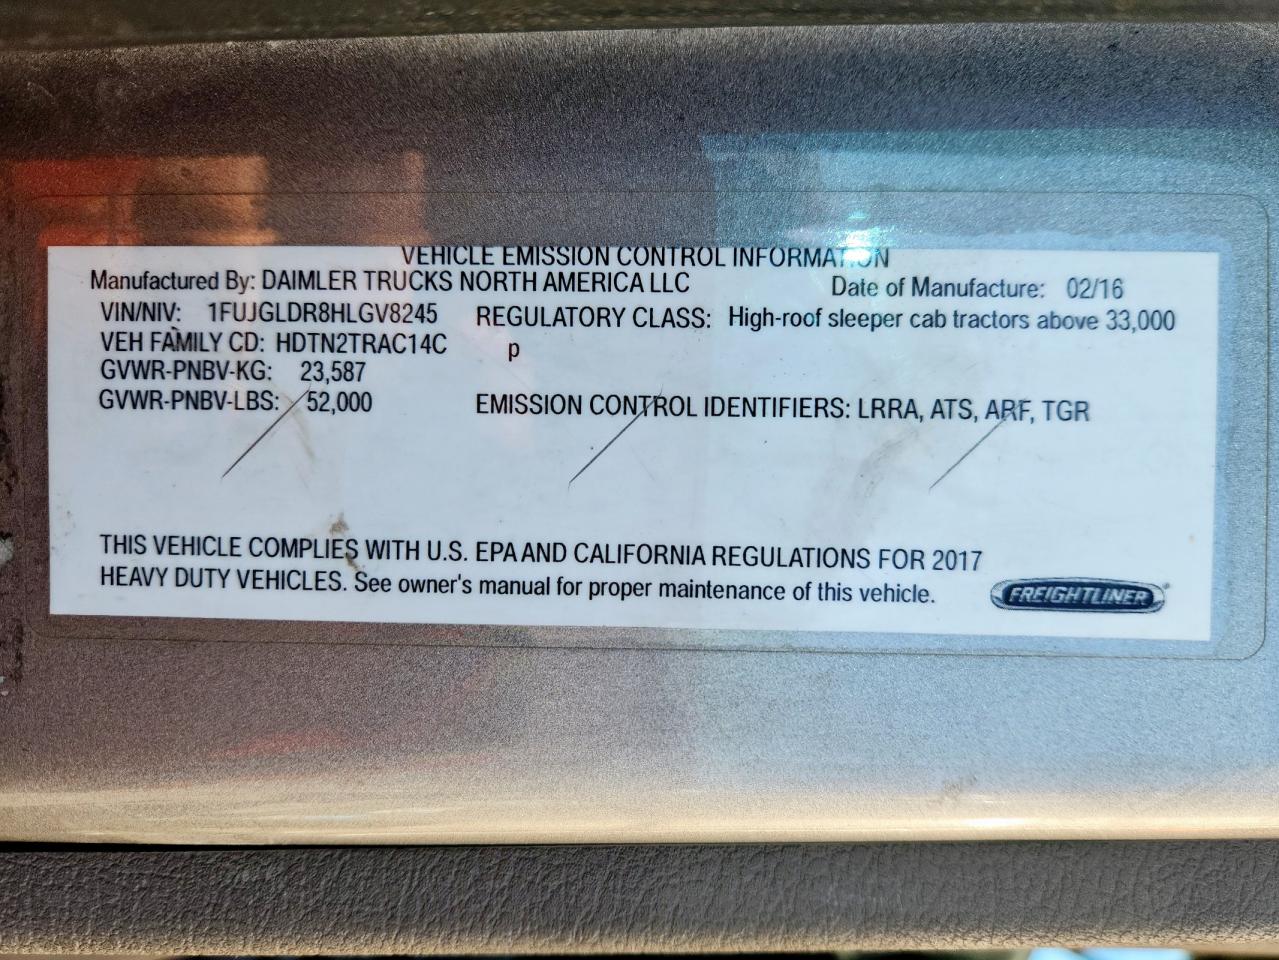 VEHICLE EMISSION CONTROL INFORMATION
Manufactured By: DAIMLER TRUCKS NORTH AMERICA LLC Date of Manufacture: 02/16
VIN/NIV: 1FUJGLDR8HLGV8245 REGULATORY CLASS: High-roof sleeper cab tractors above 33,000
VEH FAMILY CD: HDTN2TRAC14C p
GVWR-PNBV-KG: 23,587
GVWR-PNBV-LBS: 52,000 EMISSION CONTROL IDENTIFIERS: LRRA, ATS, ARF, TGR
THIS VEHICLE COMPLIES WITH U.S. EPA AND CALIFORNIA REGULATIONS FOR 2017
HEAVY DUTY VEHICLES. See owner's manual for proper maintenance of this vehicle.
FREIGHTLINER